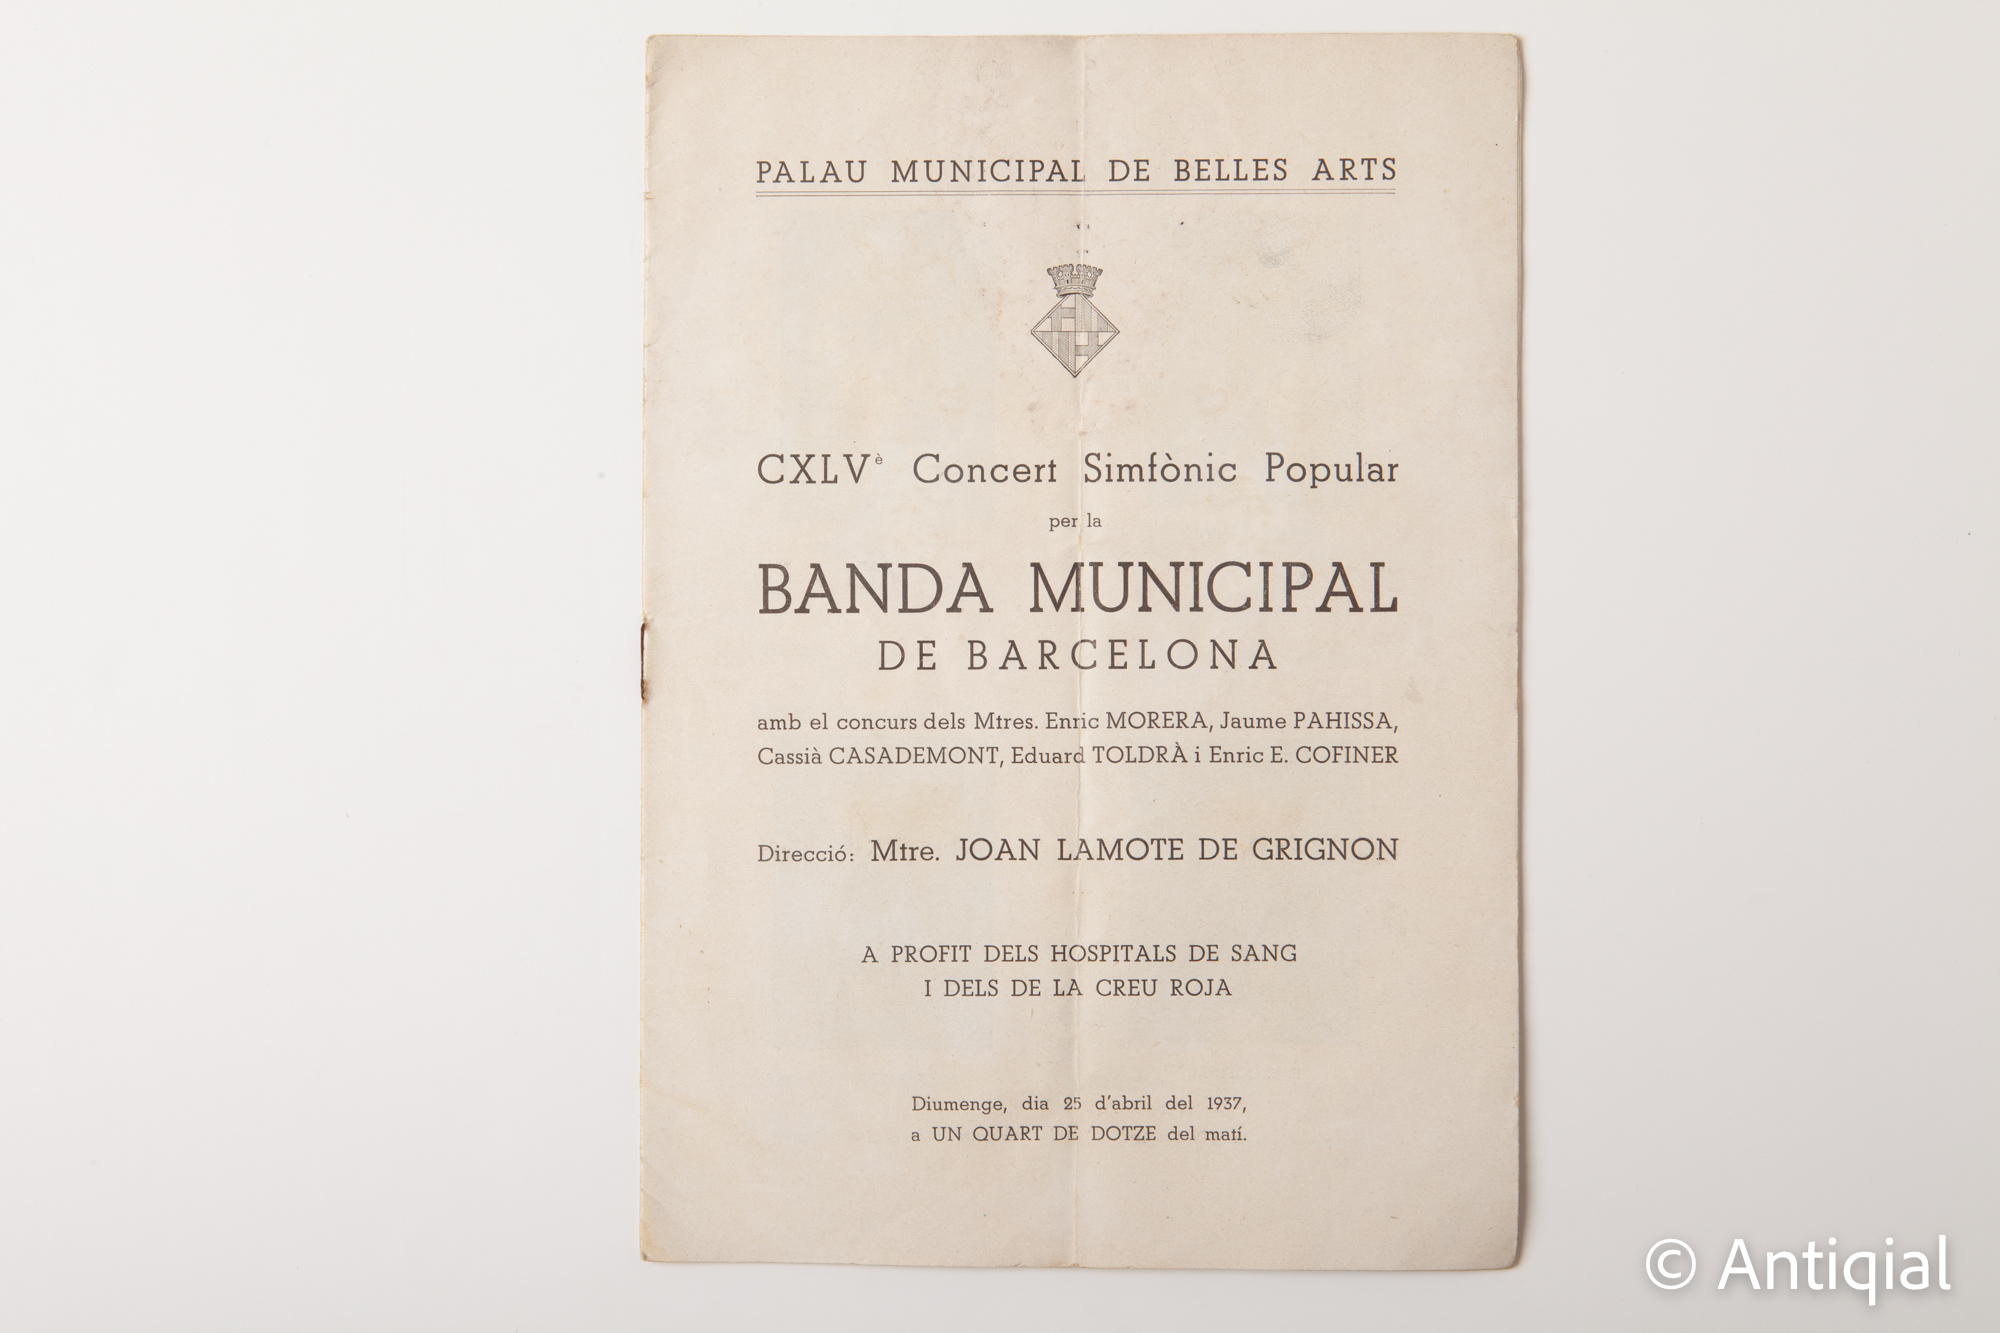 PALAU MUNICIPAL DE BELLES ARTS
CXLVè Concert Simfònic Popular
per la
BANDA MUNICIPAL
DE BARCELONA
amb el concurs dels Mtres. Enric MORERA, Jaume PAHISSA,
Cassià CASADEMONT, Eduard TOLDRÀ i Enric E. COFINER
Direcció: Mtre. JOAN LAMOTE DE GRIGNON
A PROFIT DELS HOSPITALS DE SANG
I DELS DE LA CREU ROJA
Diumenge, dia 25 d'abril del 1937,
a UN QUART DE DOTZE del matí.
© Antiqial